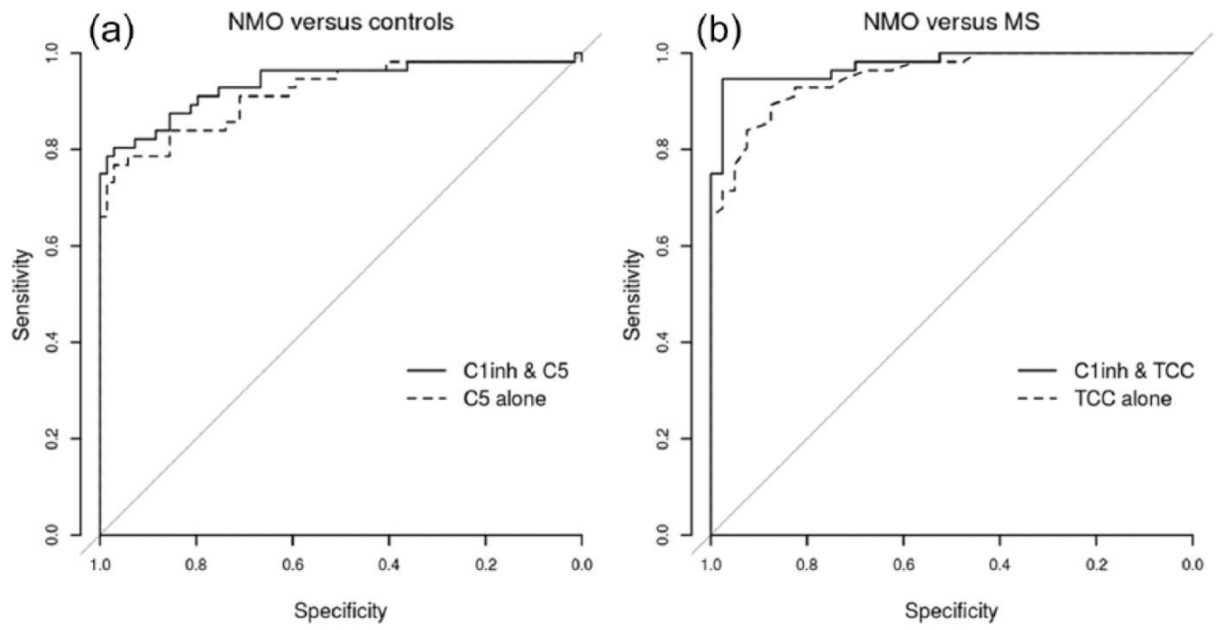 (a) NMO versus controls
1.0
0.8
0.6
0.4
0.2
0.0
Sensitivity
C1inh & C5
C5 alone
1.0 0.8 0.6 0.4 0.2 0.0
Specificity
(b) NMO versus MS
1.0
0.8
0.6
0.4
0.2
0.0
Sensitivity
C1inh & TCC
TCC alone
1.0 0.8 0.6 0.4 0.2 0.0
Specificity